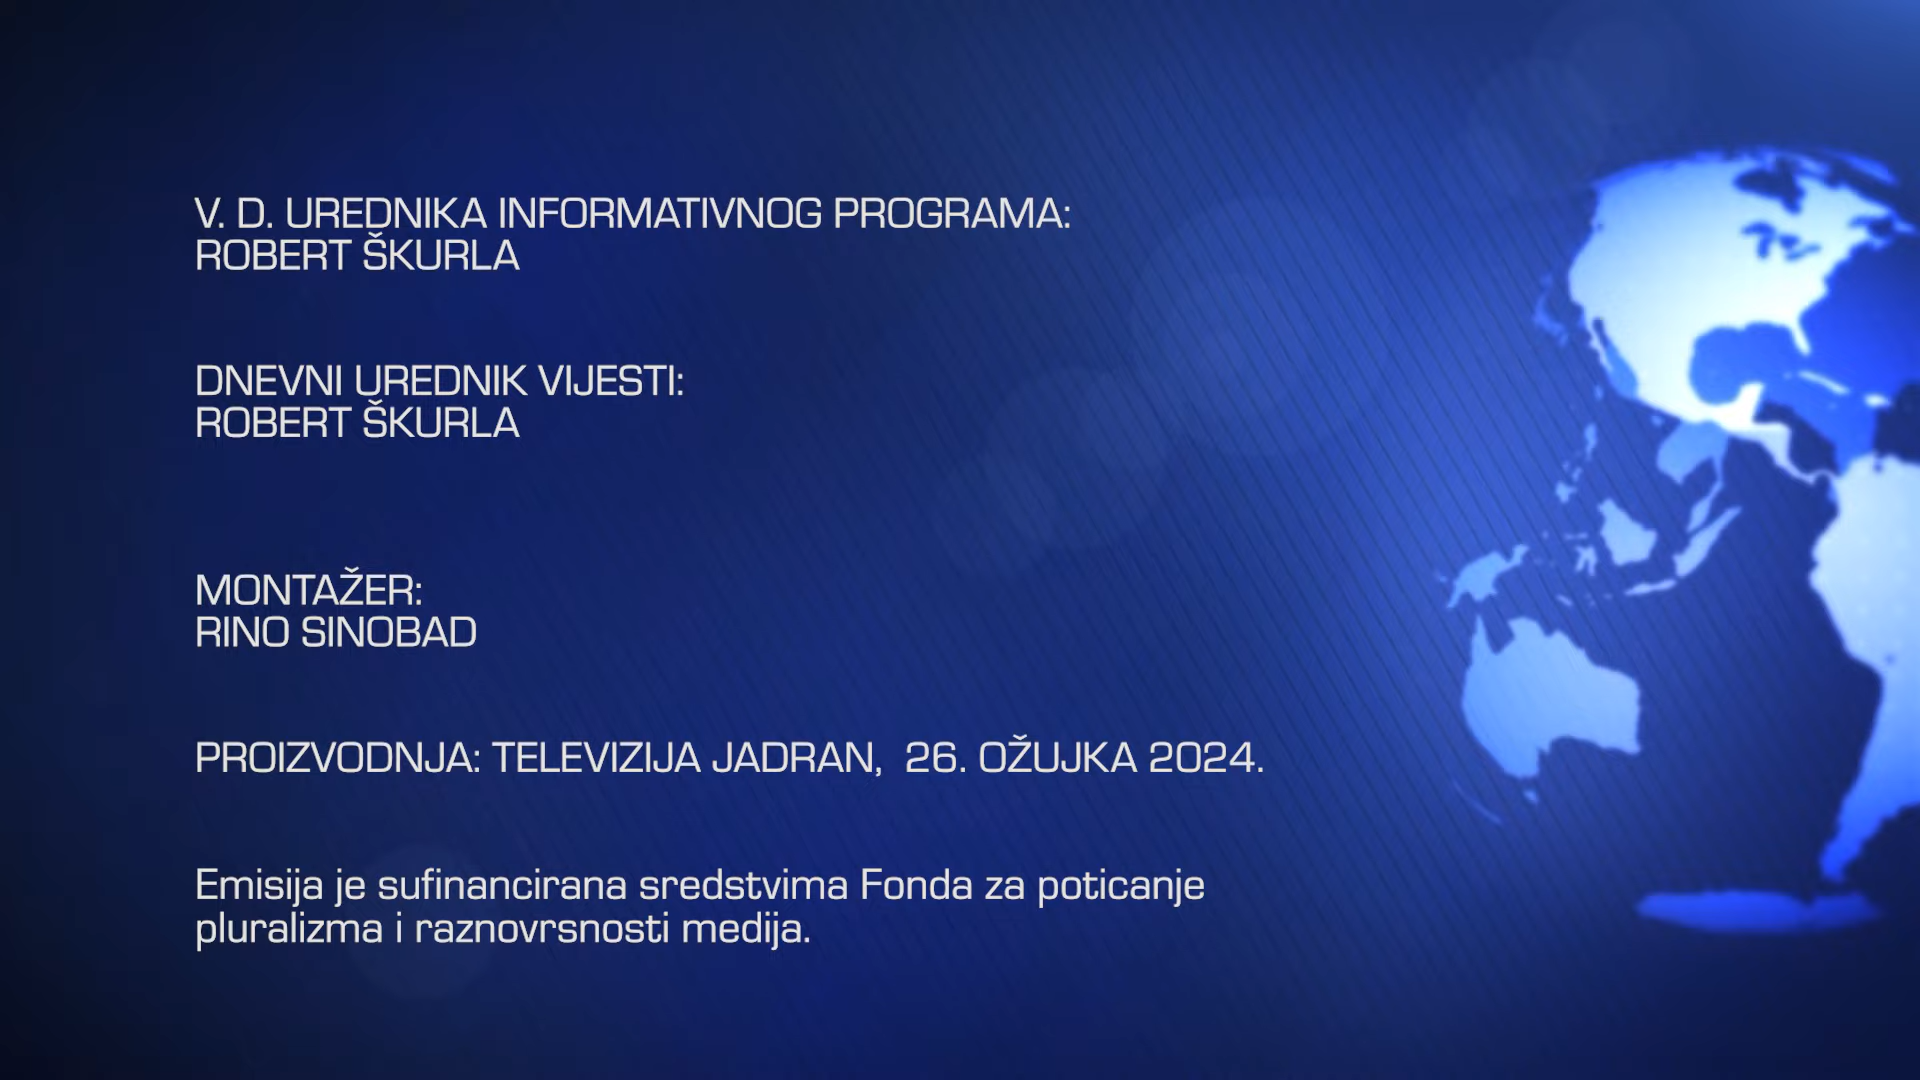 V. D. UREDNIKA INFORMATIVNOG PROGRAMA:
ROBERT ŠKURLA
DNEVNI UREDNIK VIJESTI:
ROBERT ŠKURLA
MONTAŽER:
RINO SINOBAD
PROIZVODNJA: TELEVIZIJA JADRAN,  26. OŽUJKA 2024.
Emisija je sufinancirana sredstvima Fonda za poticanje
pluralizma i raznovrsnosti medija.